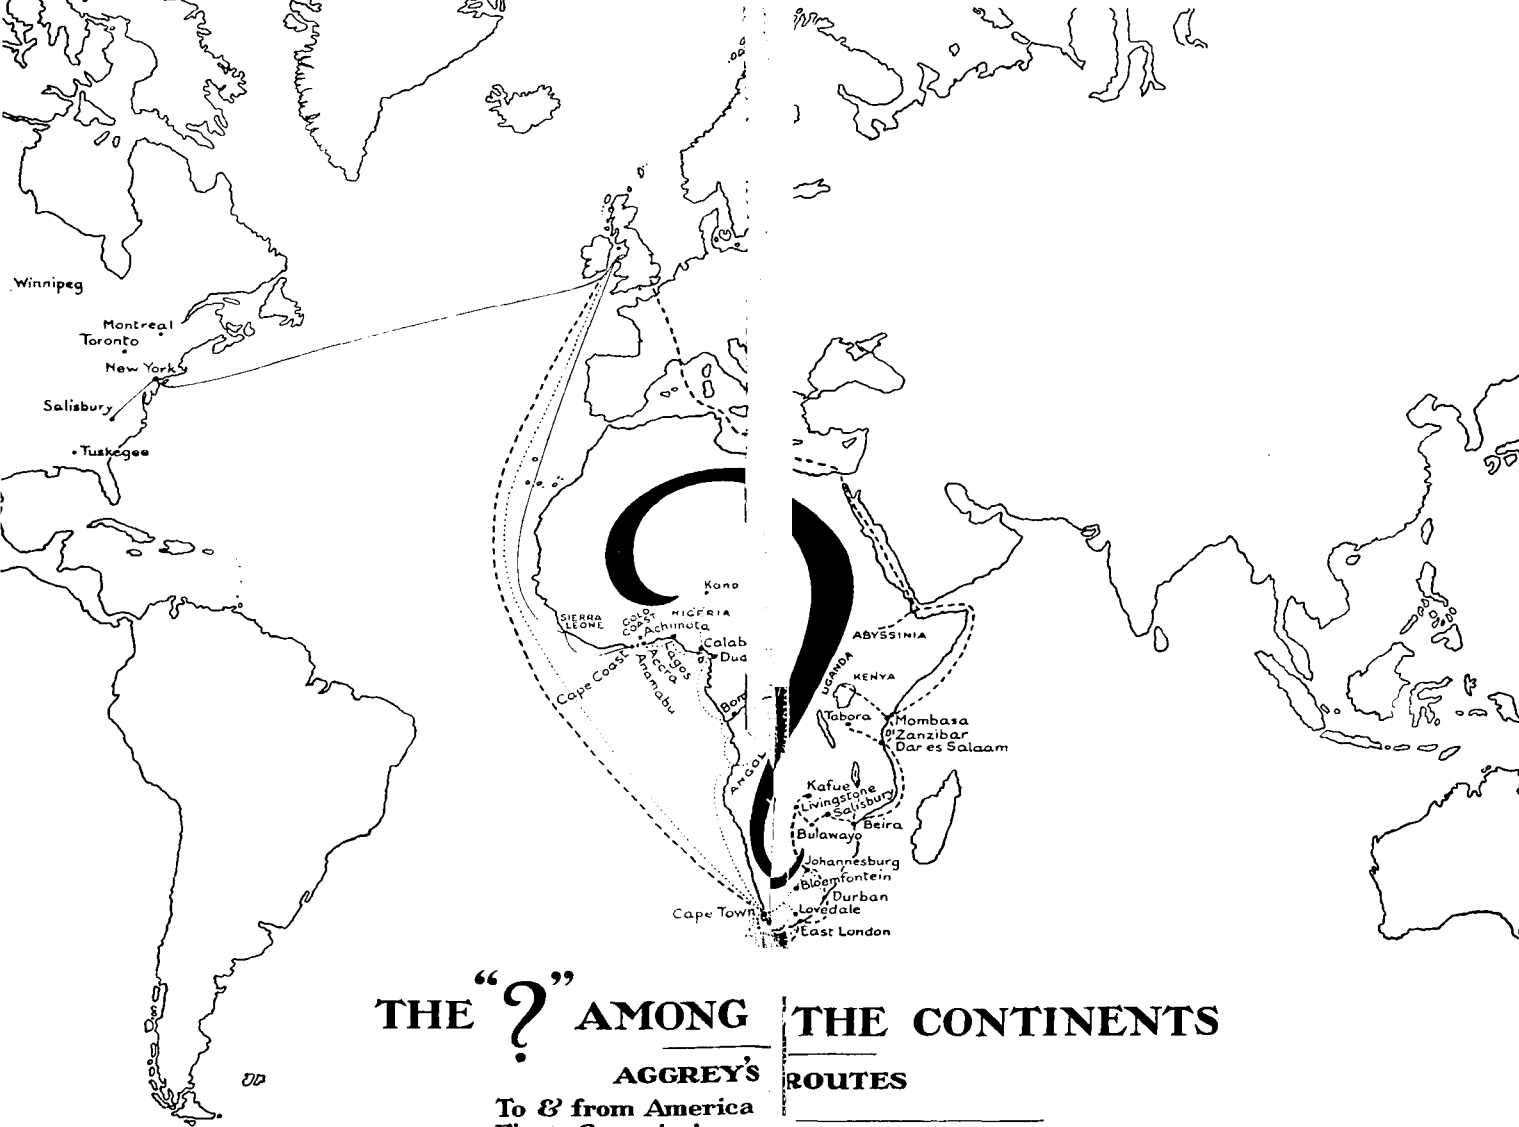 Winnipeg
Montreal
Toronto
New York
Salisbury
Tuskegee
Kano
SIERRA
LEONE
GOLD
COAST
NIGERIA
Achimota
Calab
Dua
Cape Coast
Anamabu
Accra
Lagos
ABYSSINIA
UGANDA
KENYA
Tabora
Mombasa
Zanzibar
Dar es Salaam
ANGOL
Kafue
Livingstone
Salisbury
Beira
Bulawayo
Johannesburg
Bloemfontein
Durban
Cape Town
Lovedale
East London
THE "?" AMONG THE CONTINENTS
AGGREY'S ROUTES
To & from America